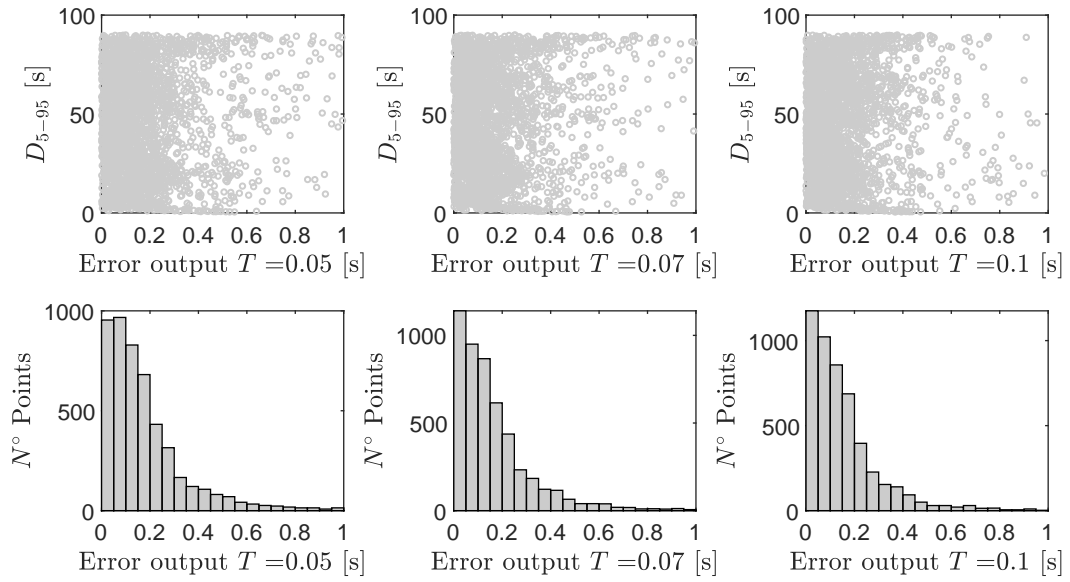 100
50
0
D5−95 [s]
0 0.2 0.4 0.6 0.8 1
Error output T =0.05 [s]
100
50
0
D5−95 [s]
0 0.2 0.4 0.6 0.8 1
Error output T =0.07 [s]
100
50
0
D5−95 [s]
0 0.2 0.4 0.6 0.8 1
Error output T =0.1 [s]
1000
500
0
N° Points
0 0.2 0.4 0.6 0.8 1
Error output T =0.05 [s]
1000
500
0
N° Points
0 0.2 0.4 0.6 0.8 1
Error output T =0.07 [s]
1000
500
0
N° Points
0 0.2 0.4 0.6 0.8 1
Error output T =0.1 [s]